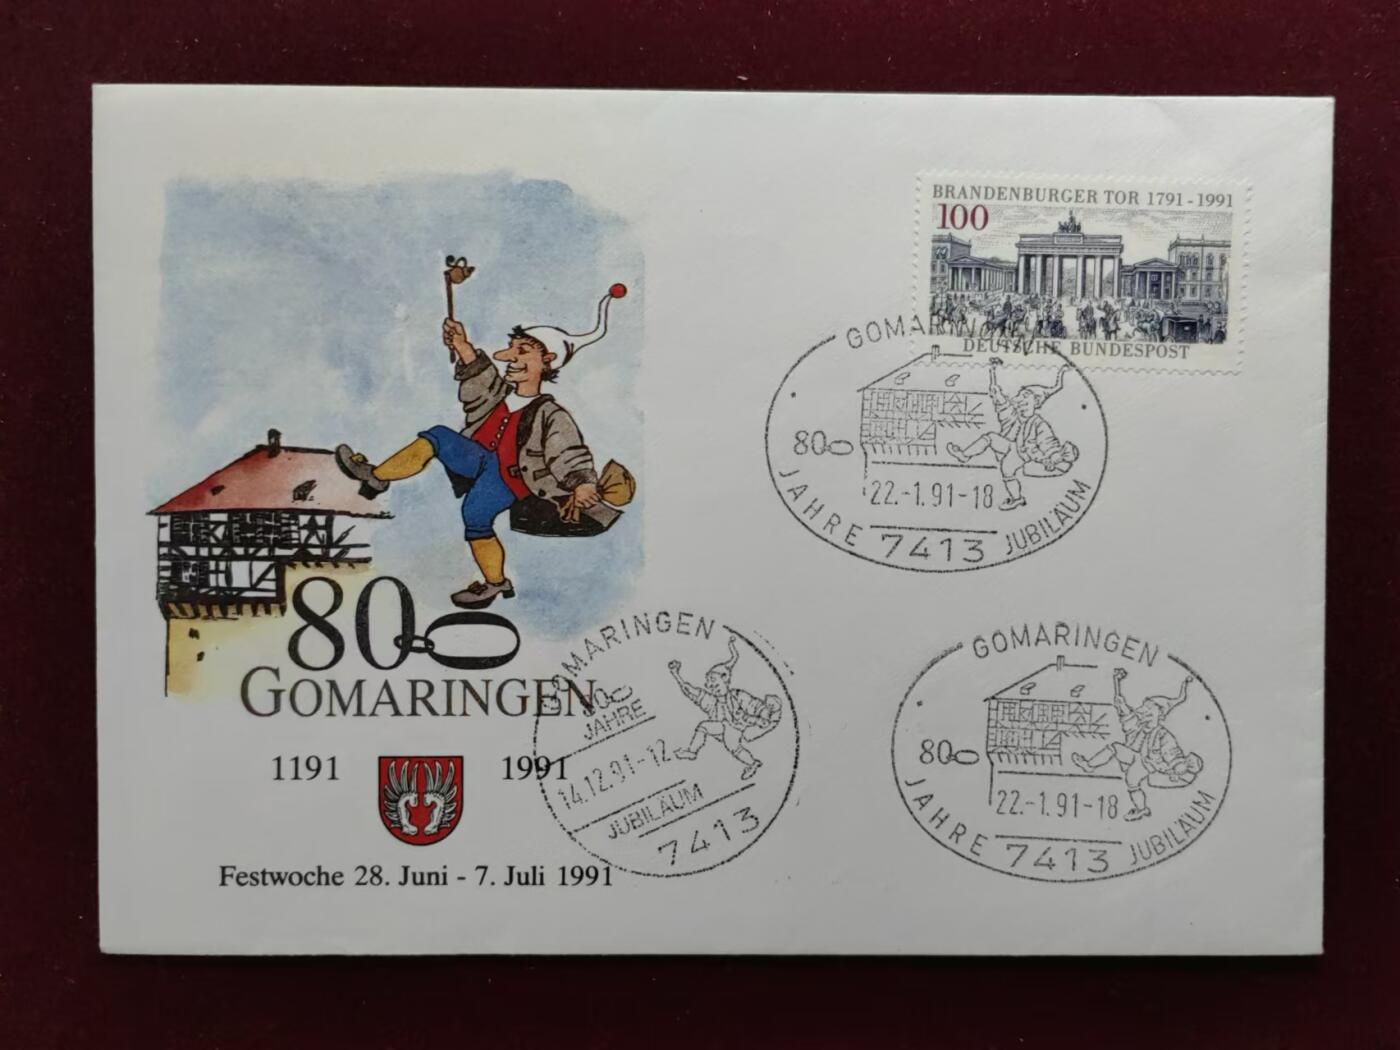 BRANDENBURGER TOR 1791-1991
100
DEUTSCHE BUNDESPOST
GOMARINGEN
800
22.-1.91-18
JAHRE 7413 JUBILÄUM
800
GOMARINGEN
1191 1991
Festwoche 28. Juni - 7. Juli 1991
GOMARINGEN
800
JAHRE
14.12.91-12
JUBILÄUM
7413
GOMARINGEN
800
22.-1.91-18
JAHRE 7413 JUBILÄUM